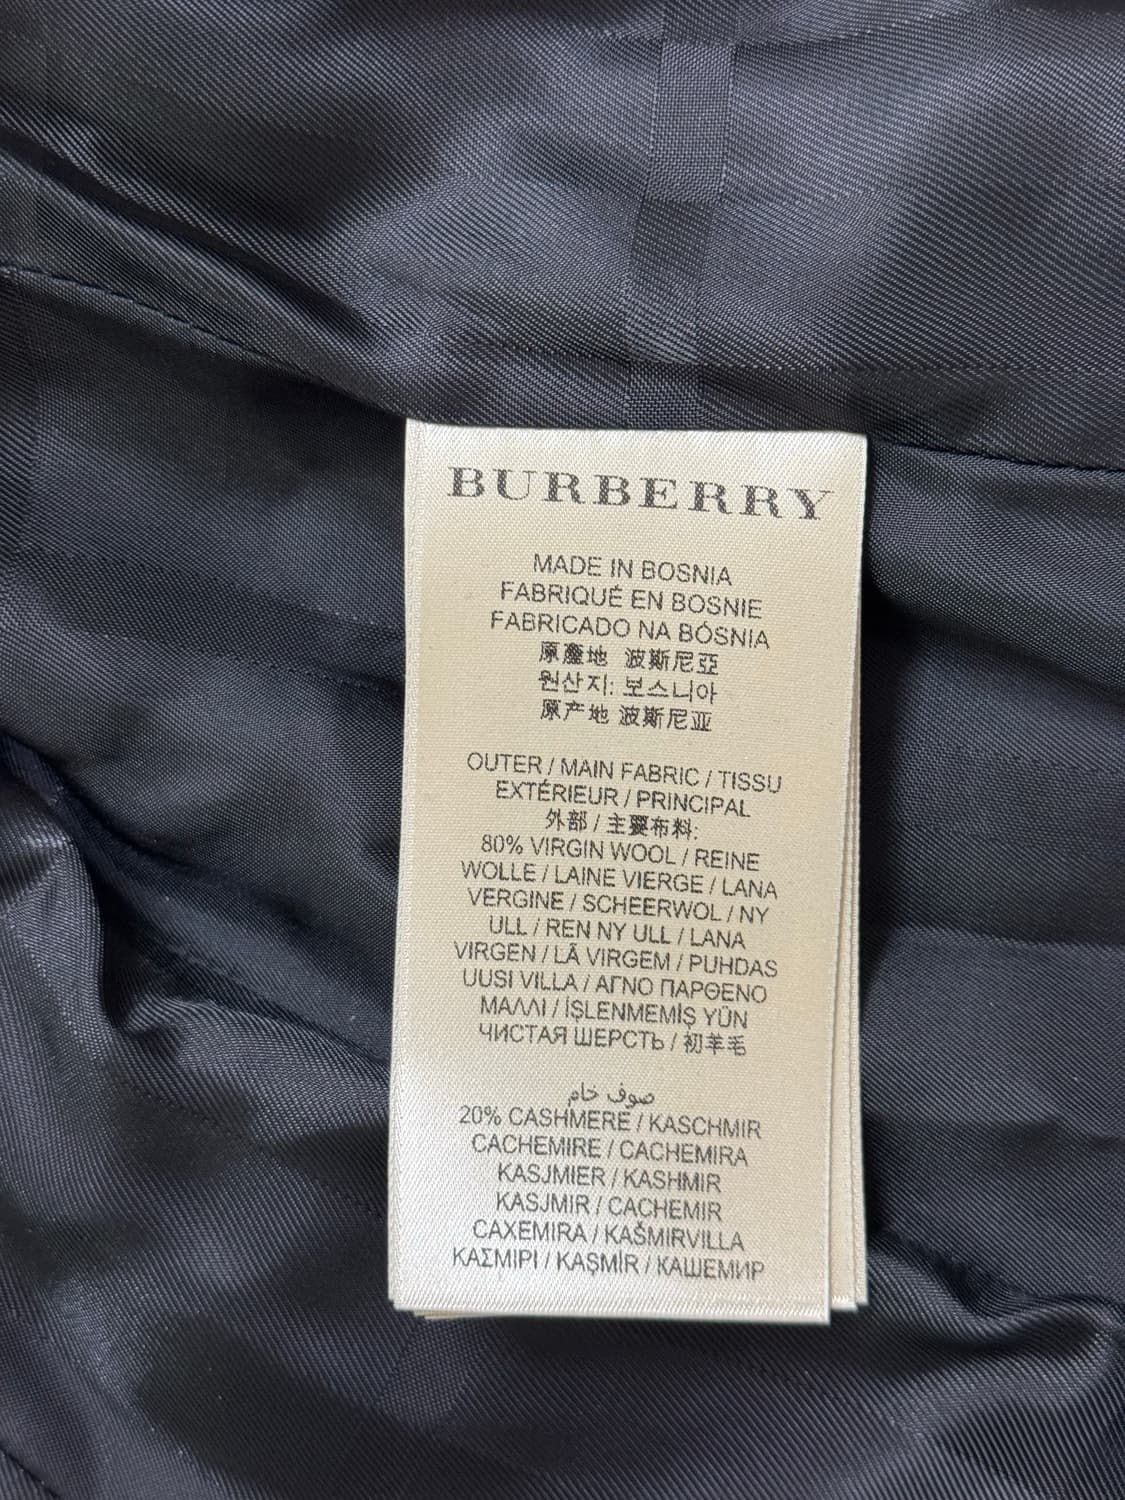 BURBERRY
MADE IN BOSNIA
FABRIQUÉ EN BOSNIE
FABRICADO NA BÓSNIA
原產地 波斯尼亞
원산지: 보스니아
原产地 波斯尼亚
OUTER / MAIN FABRIC / TISSU
EXTÉRIEUR / PRINCIPAL
外部 / 主要布料:
80% VIRGIN WOOL / REINE
WOLLE / LAINE VIERGE / LANA
VERGINE / SCHEERWOL / NY
ULL / REN NY ULL / LANA
VIRGEN / LÃ VIRGEM / PUHDAS
UUSI VILLA / ΑΓΝΟ ΠΑΡΘΕΝΟ
ΜΑΛΛΙ / İŞLENMEMİŞ YÜN
ЧИСТАЯ ШЕРСТЬ / 初羊毛
صوف خام
20% CASHMERE / KASCHMIR
CACHEMIRE / CACHEMIRA
KASJMIER / KASHMIR
KASJMIR / CACHEMIR
CAXEMIRA / KAŠMIRVILLA
ΚΑΣΜΙΡΙ / KAŞMİR / КАШЕМИР